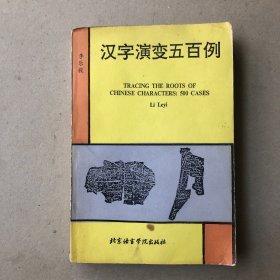 李乐毅
汉字演变五百例
TRACING THE ROOTS OF
CHINESE CHARACTERS: 500 CASES
Li Leyi
北京语言学院出版社